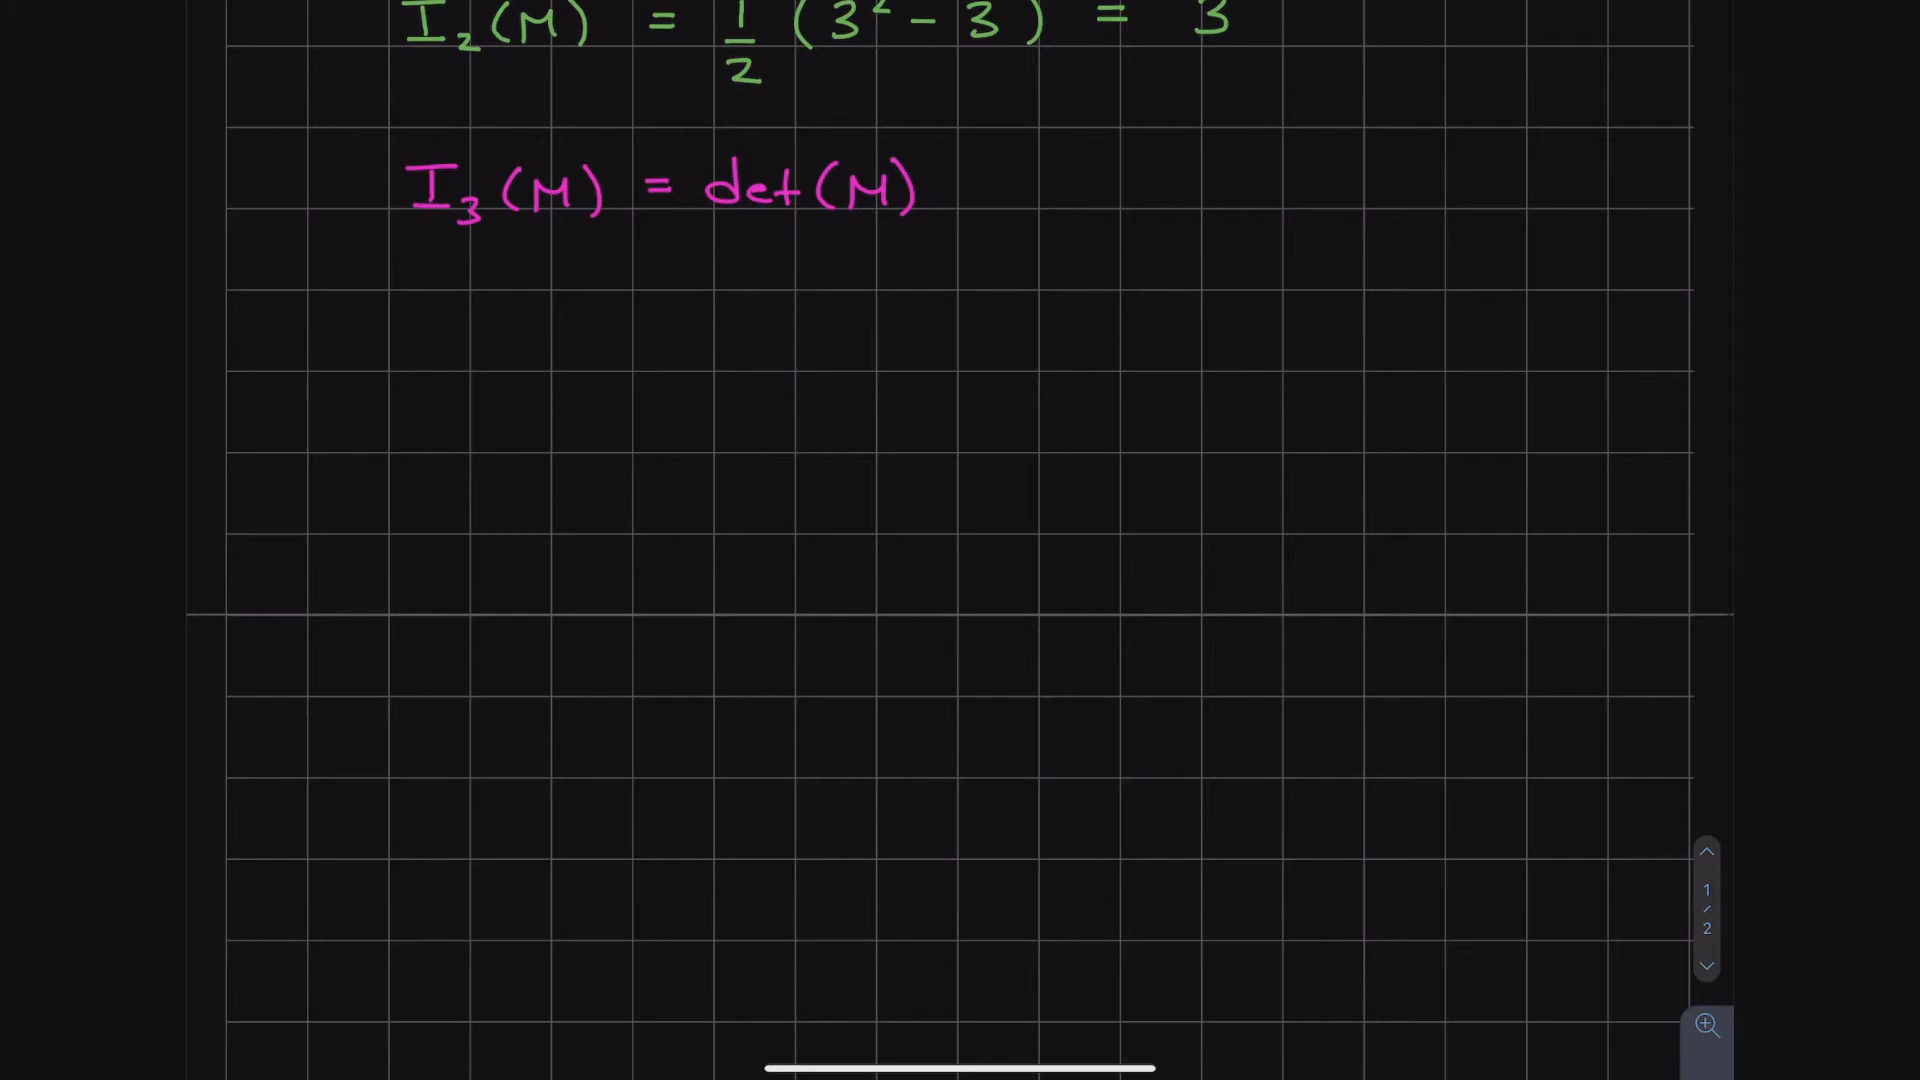 I₂(M) = 1/2 (3² - 3) = 3
I₃(M) = det(M)
1 / 2